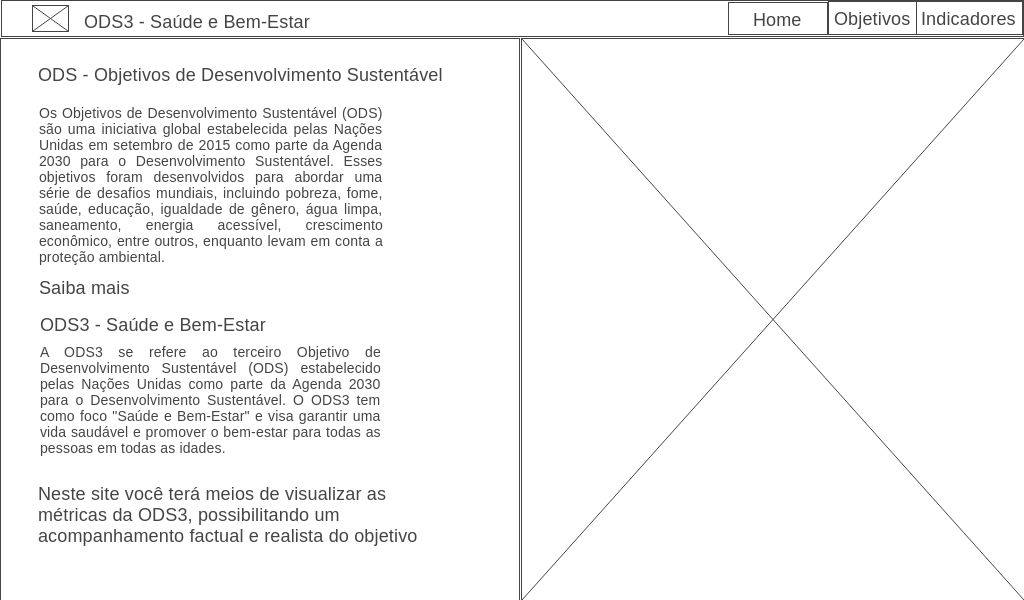 ODS3 - Saúde e Bem-Estar
Home
Objetivos
Indicadores
ODS - Objetivos de Desenvolvimento Sustentável
Os Objetivos de Desenvolvimento Sustentável (ODS)
são uma iniciativa global estabelecida pelas Nações
Unidas em setembro de 2015 como parte da Agenda
2030 para o Desenvolvimento Sustentável. Esses
objetivos foram desenvolvidos para abordar uma
série de desafios mundiais, incluindo pobreza, fome,
saúde, educação, igualdade de gênero, água limpa,
saneamento, energia acessível, crescimento
econômico, entre outros, enquanto levam em conta a
proteção ambiental.
Saiba mais
ODS3 - Saúde e Bem-Estar
A ODS3 se refere ao terceiro Objetivo de
Desenvolvimento Sustentável (ODS) estabelecido
pelas Nações Unidas como parte da Agenda 2030
para o Desenvolvimento Sustentável. O ODS3 tem
como foco "Saúde e Bem-Estar" e visa garantir uma
vida saudável e promover o bem-estar para todas as
pessoas em todas as idades.
Neste site você terá meios de visualizar as
métricas da ODS3, possibilitando um
acompanhamento factual e realista do objetivo